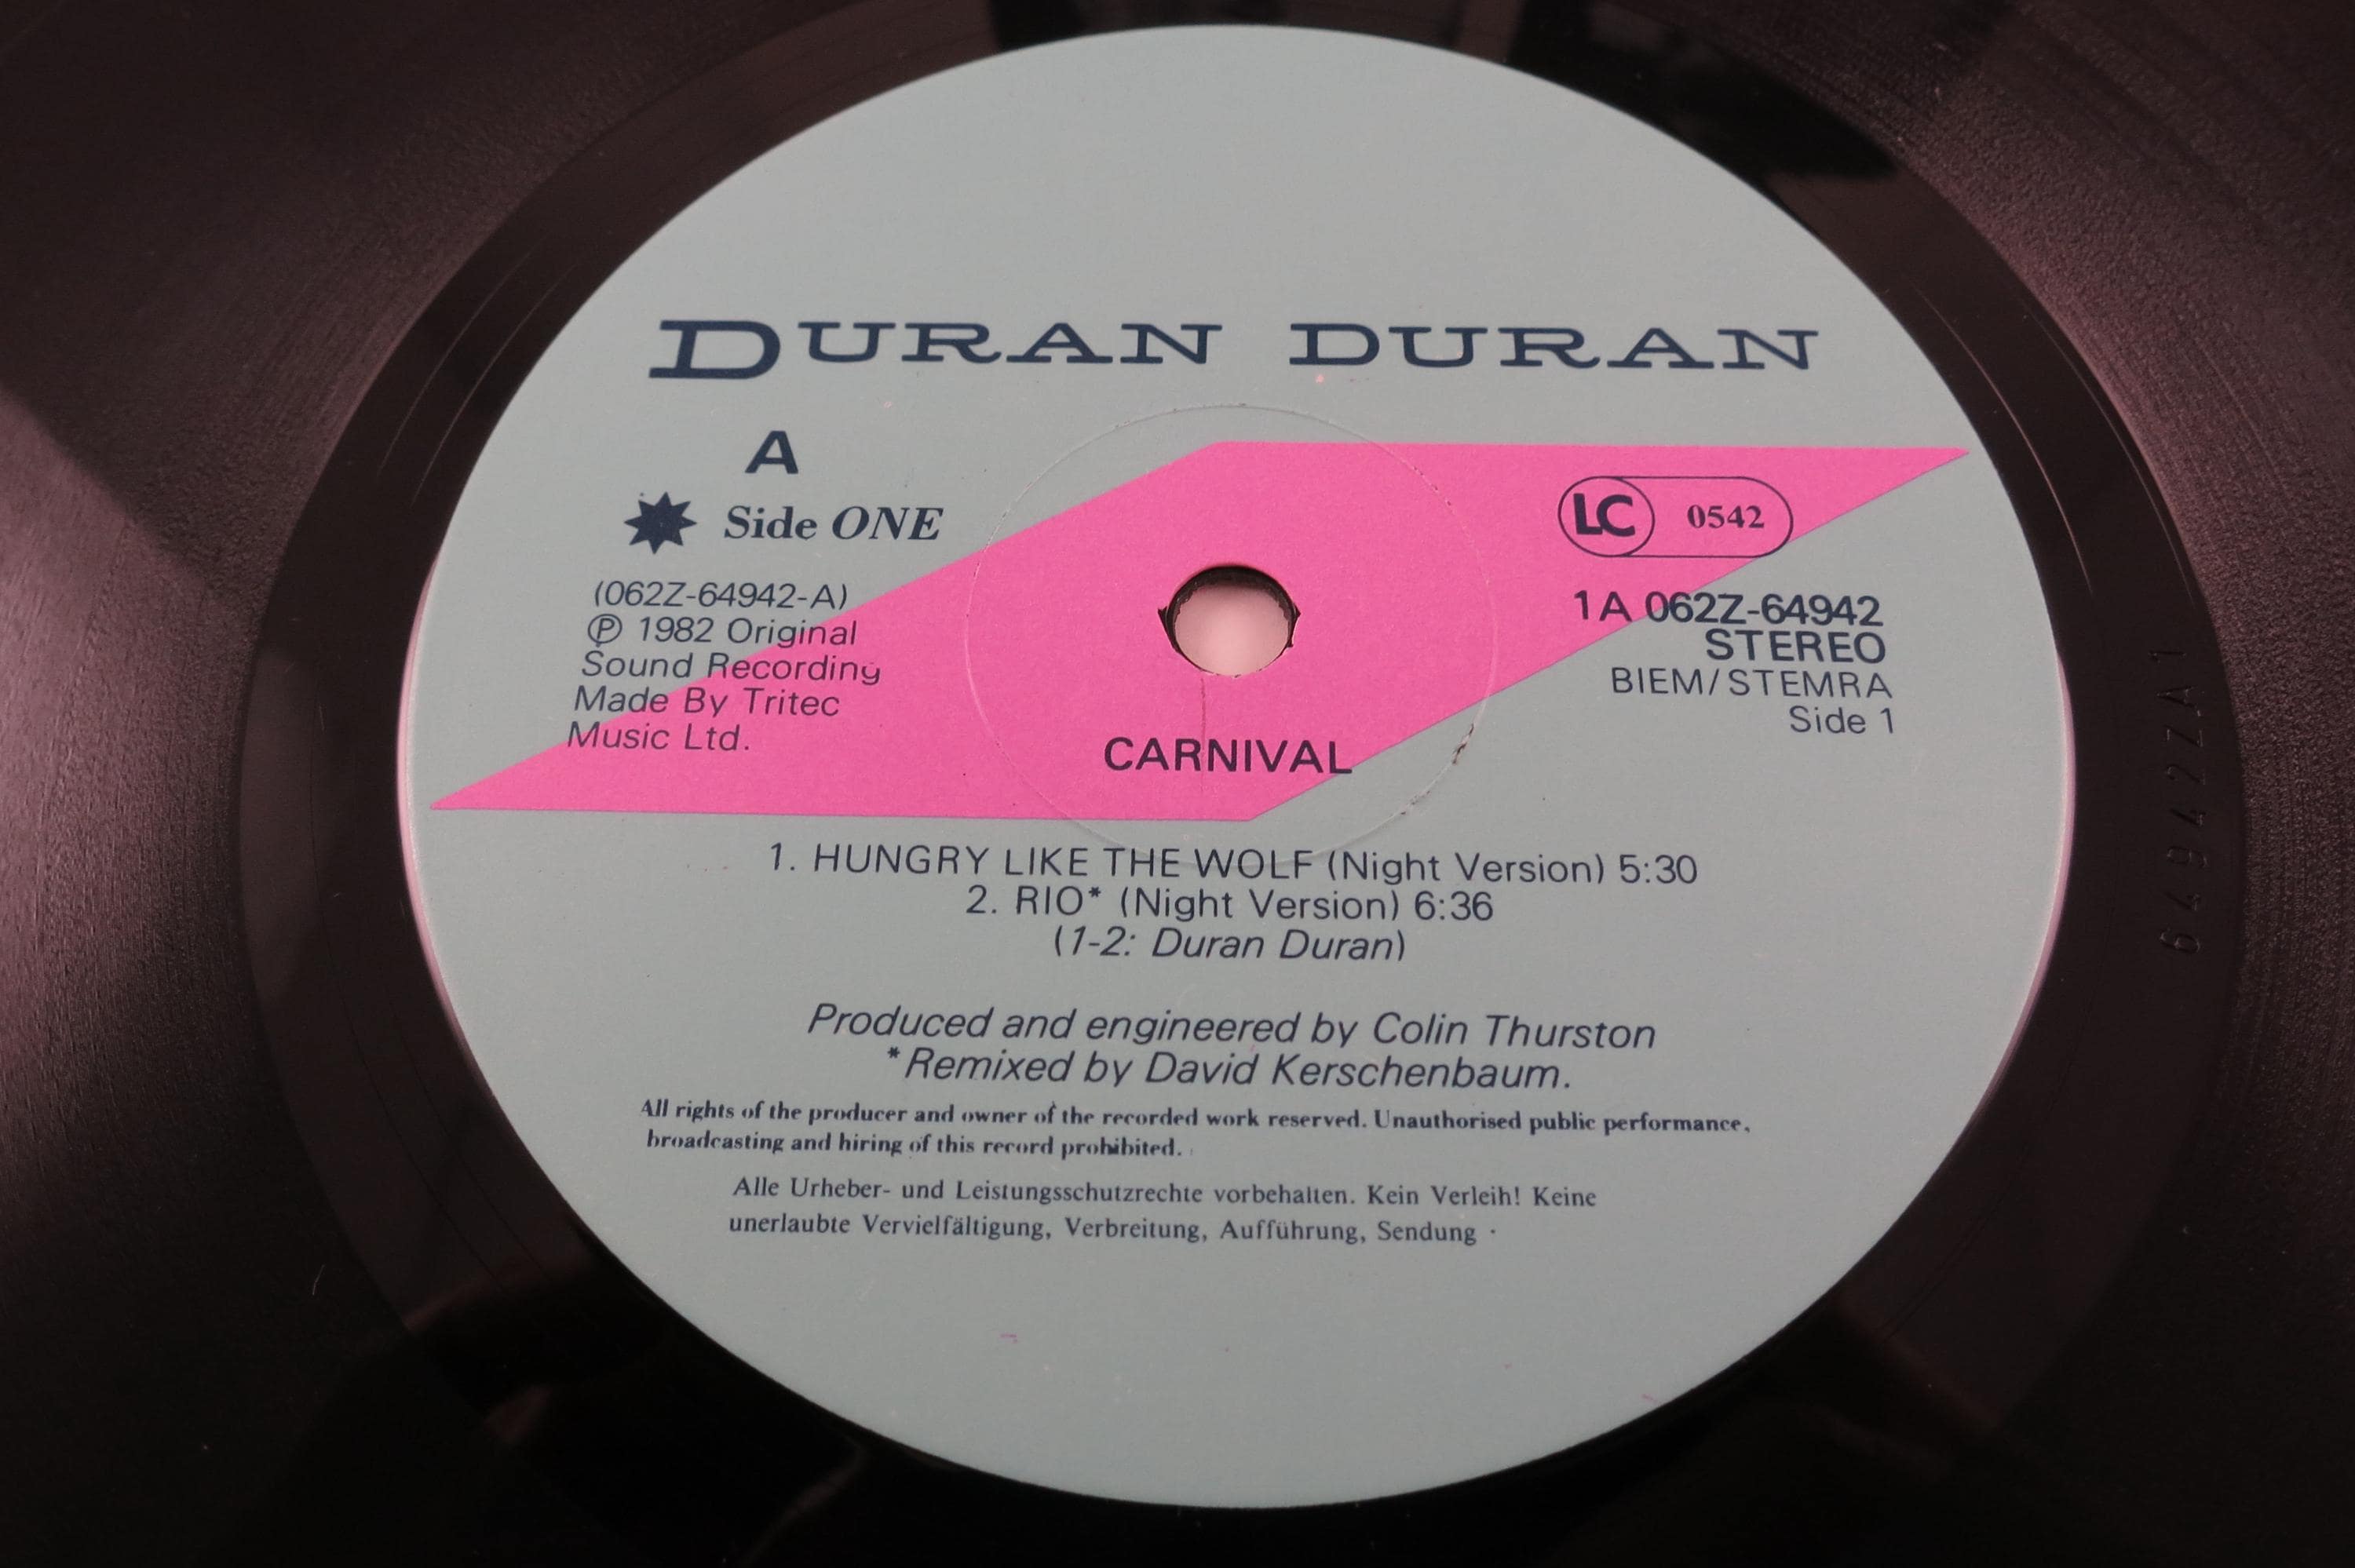 DURAN DURAN
A
Side ONE
(062Z-64942-A)
℗ 1982 Original
Sound Recording
Made By Tritec
Music Ltd.
LC 0542
1A 062Z-64942
STEREO
BIEM/STEMRA
Side 1
CARNIVAL
1. HUNGRY LIKE THE WOLF (Night Version) 5:30
2. RIO* (Night Version) 6:36
(1-2: Duran Duran)
Produced and engineered by Colin Thurston
*Remixed by David Kerschenbaum.
All rights of the producer and owner of the recorded work reserved. Unauthorised public performance,
broadcasting and hiring of this record prohibited.
Alle Urheber- und Leistungsschutzrechte vorbehalten. Kein Verleih! Keine
unerlaubte Vervielfältigung, Verbreitung, Aufführung, Sendung ·
64942ZA1